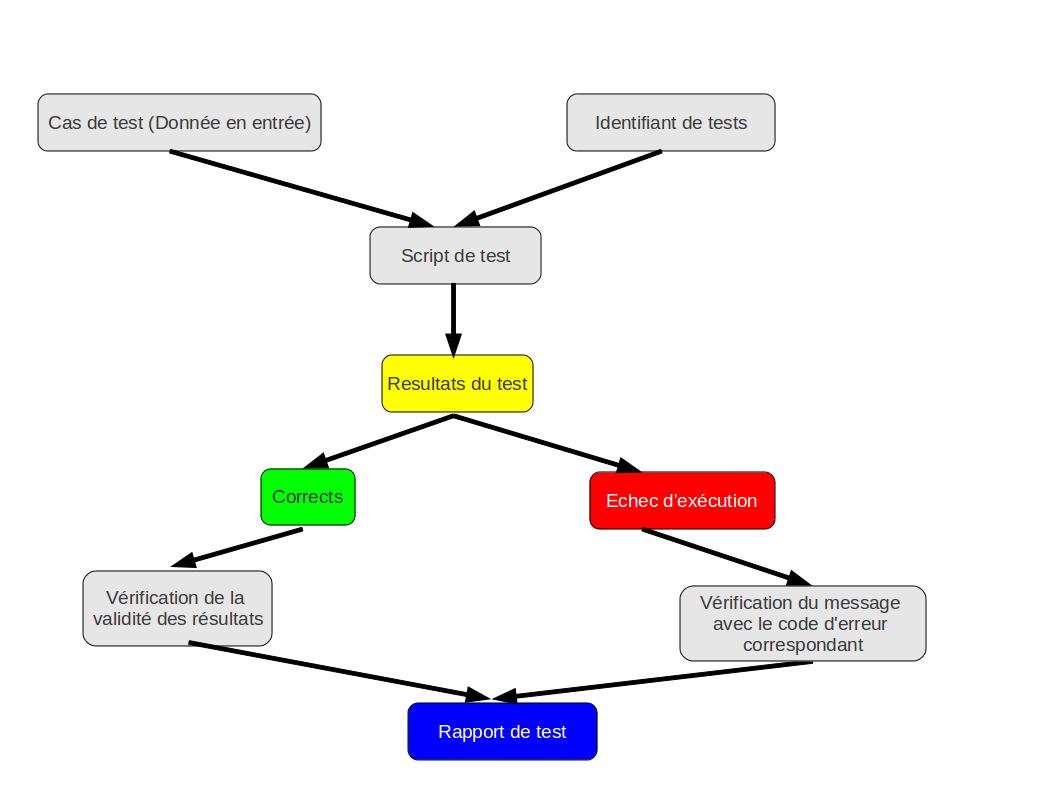 Cas de test (Donnée en entrée)
Identifiant de tests
Script de test
Resultats du test
Corrects
Echec d'exécution
Vérification de la
validité des résultats
Vérification du message
avec le code d'erreur
correspondant
Rapport de test